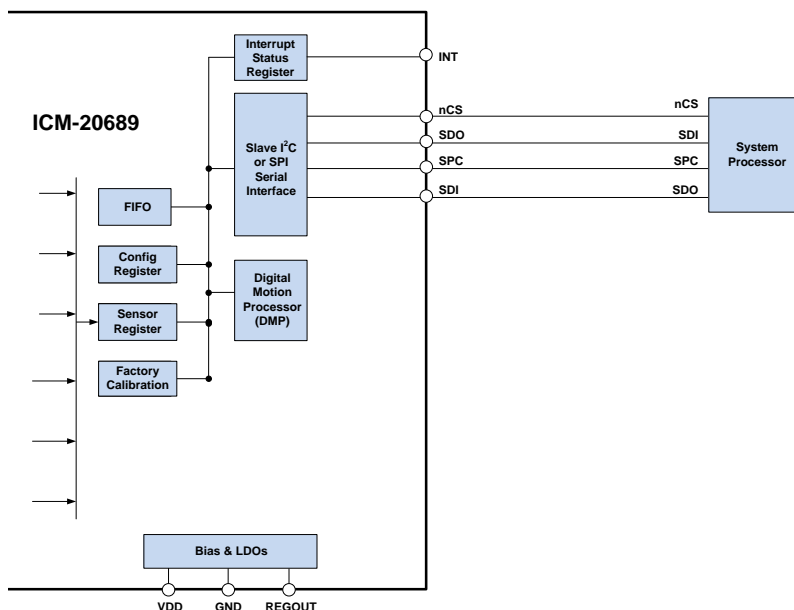 Interrupt
Status
Register
INT
ICM-20689
nCS
nCS
SDO
SDI
SPC
SPC
SDI
SDO
Slave I²C
or SPI
Serial
Interface
System
Processor
FIFO
Config
Register
Digital
Motion
Processor
(DMP)
Sensor
Register
Factory
Calibration
Bias & LDOs
VDD
GND
REGOUT